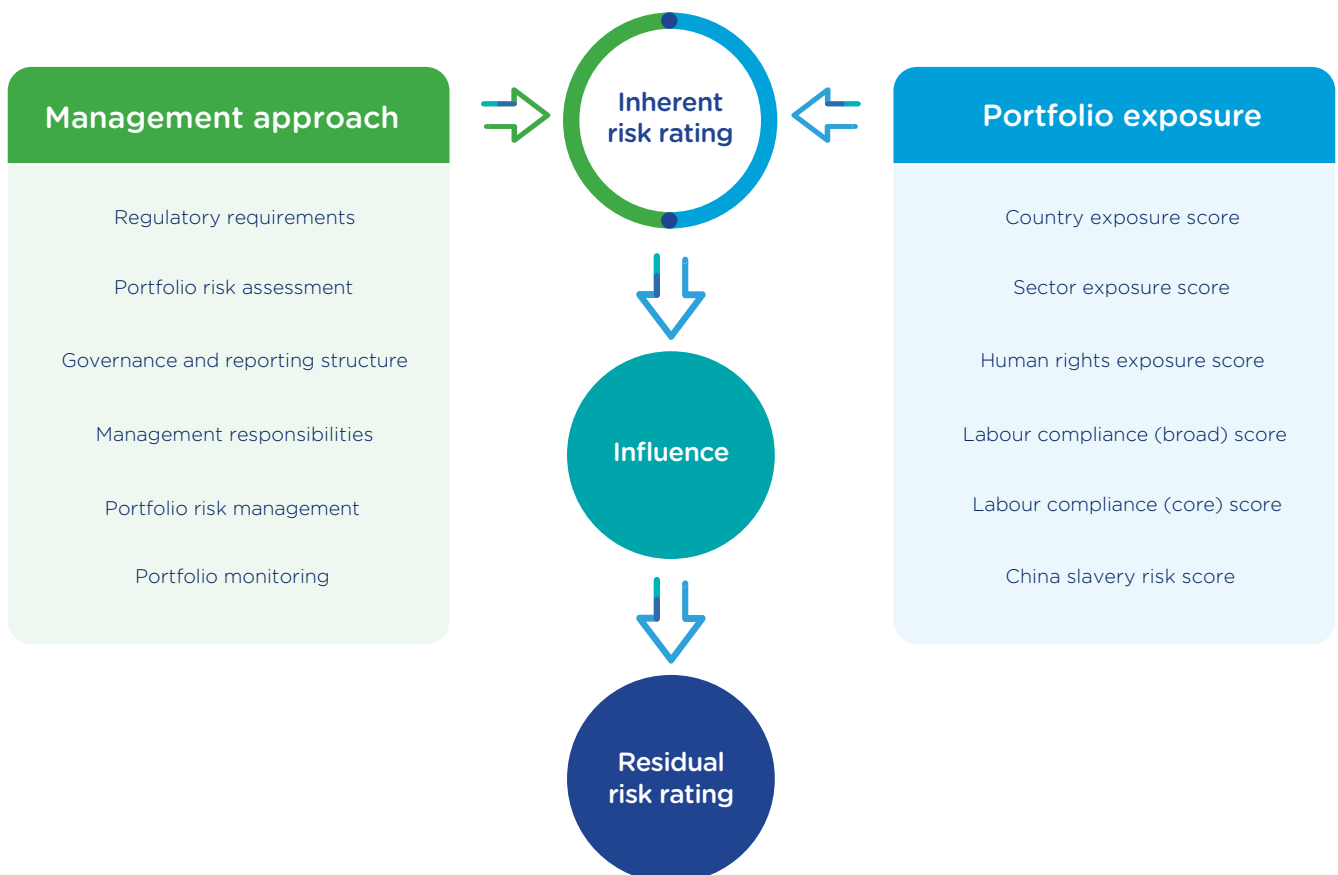 Management approach
Regulatory requirements
Portfolio risk assessment
Governance and reporting structure
Management responsibilities
Portfolio risk management
Portfolio monitoring
Inherent
risk rating
Influence
Residual
risk rating
Portfolio exposure
Country exposure score
Sector exposure score
Human rights exposure score
Labour compliance (broad) score
Labour compliance (core) score
China slavery risk score